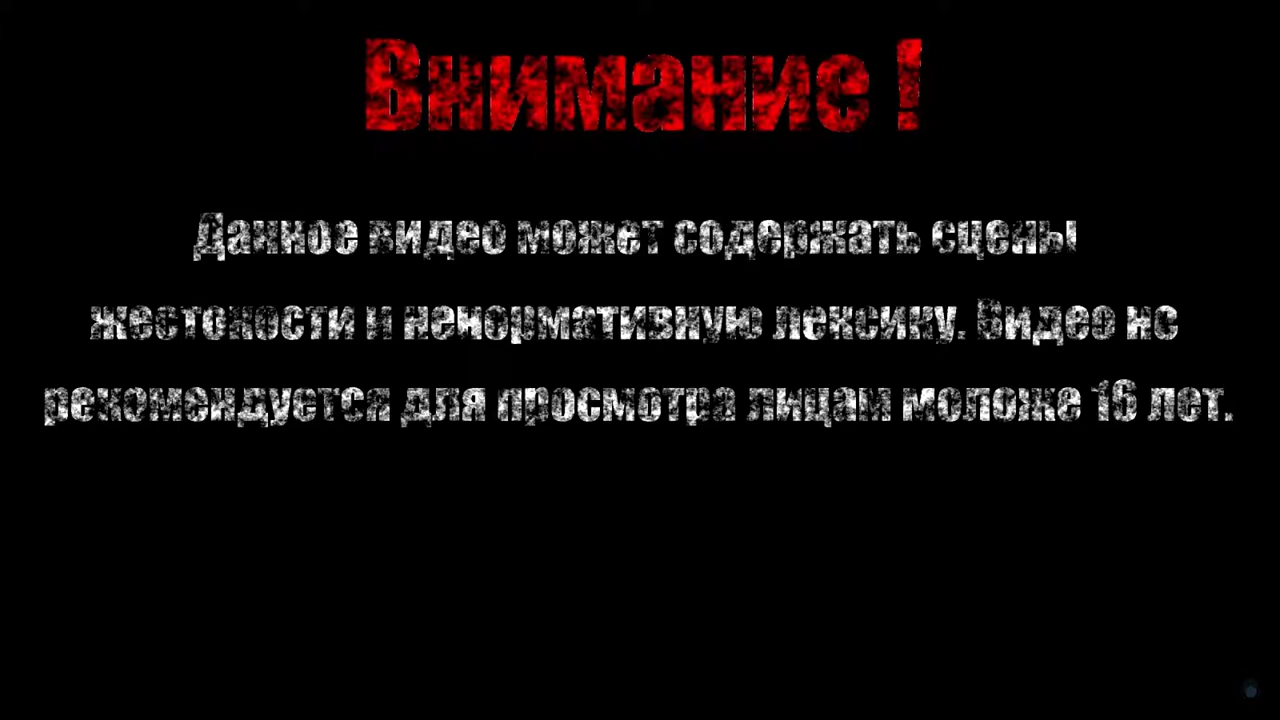 Внимание !
Данное видео может содержать сцены
жестокости и ненормативную лексику. Видео не
рекомендуется для просмотра лицам моложе 16 лет.